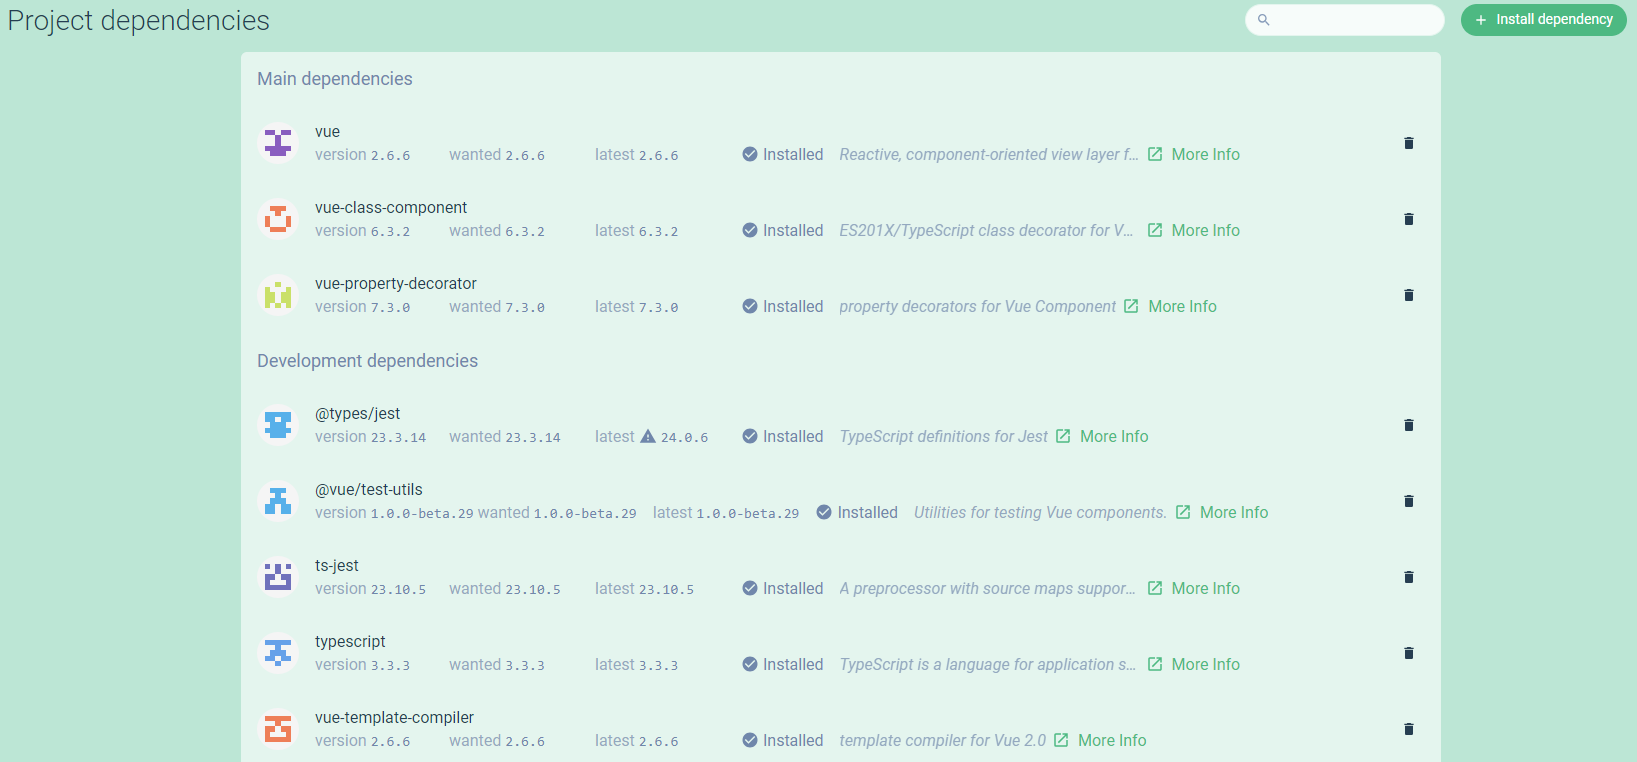 Project dependencies
Install dependency
Main dependencies
vue
version 2.6.6 wanted 2.6.6 latest 2.6.6 Installed Reactive, component-oriented view layer f... More Info
vue-class-component
version 6.3.2 wanted 6.3.2 latest 6.3.2 Installed ES201X/TypeScript class decorator for V... More Info
vue-property-decorator
version 7.3.0 wanted 7.3.0 latest 7.3.0 Installed property decorators for Vue Component More Info
Development dependencies
@types/jest
version 23.3.14 wanted 23.3.14 latest 24.0.6 Installed TypeScript definitions for Jest More Info
@vue/test-utils
version 1.0.0-beta.29 wanted 1.0.0-beta.29 latest 1.0.0-beta.29 Installed Utilities for testing Vue components. More Info
ts-jest
version 23.10.5 wanted 23.10.5 latest 23.10.5 Installed A preprocessor with source maps suppor... More Info
typescript
version 3.3.3 wanted 3.3.3 latest 3.3.3 Installed TypeScript is a language for application s... More Info
vue-template-compiler
version 2.6.6 wanted 2.6.6 latest 2.6.6 Installed template compiler for Vue 2.0 More Info